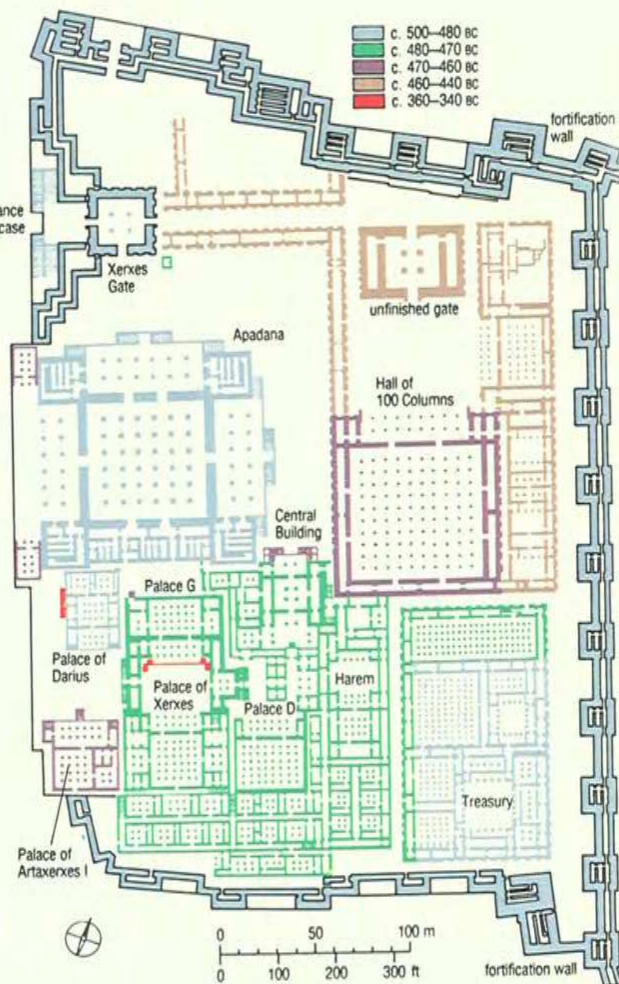 c. 500–480 BC
c. 480–470 BC
c. 470–460 BC
c. 460–440 BC
c. 360–340 BC
fortification
wall
ance
case
Xerxes
Gate
unfinished gate
Apadana
Hall of
100 Columns
Central
Building
Palace G
Palace of
Darius
Palace of
Xerxes
Palace D
Harem
Treasury
Palace of
Artaxerxes I
0 50 100 m
0 100 200 300 ft
fortification wall